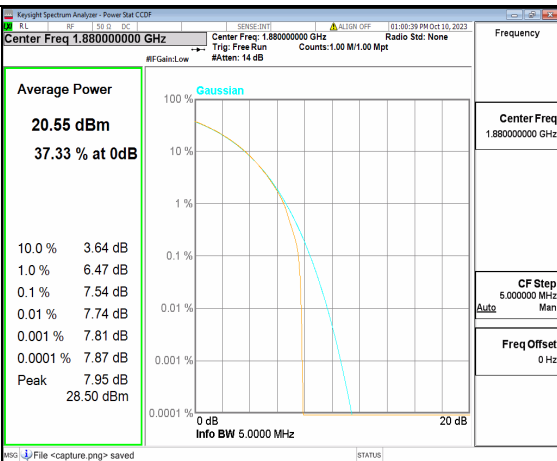 Keysight Spectrum Analyzer - Power Stat CCDF
RL RF 50 Ω DC SENSE:INT ALIGN OFF 01:00:39 PM Oct 10, 2023
Center Freq 1.880000000 GHz
Center Freq: 1.880000000 GHz Radio Std: None
Trig: Free Run Counts:1.00 M/1.00 Mpt
#IFGain:Low #Atten: 14 dB
Frequency
Average Power
20.55 dBm
37.33 % at 0dB
10.0 % 3.64 dB
1.0 % 6.47 dB
0.1 % 7.54 dB
0.01 % 7.74 dB
0.001 % 7.81 dB
0.0001 % 7.87 dB
Peak 7.95 dB
28.50 dBm
Gaussian
100 %
10 %
1 %
0.1 %
0.01 %
0.001 %
0.0001 %
0 dB 20 dB
Info BW 5.0000 MHz
Center Freq
1.880000000 GHz
CF Step
5.000000 MHz
Auto Man
Freq Offset
0 Hz
MSG File <capture.png> saved STATUS